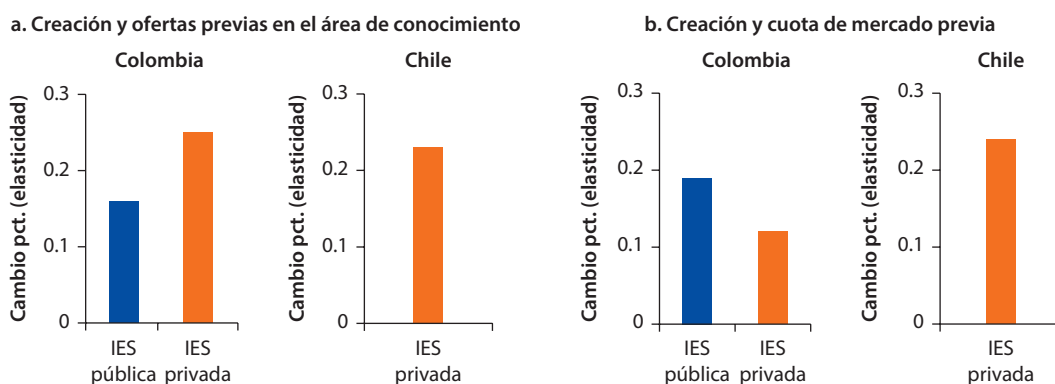 a. Creación y ofertas previas en el área de conocimiento
Colombia
Cambio pct. (elasticidad)
0.3
0.2
0.1
0
IES pública
IES privada
Chile
Cambio pct. (elasticidad)
0.3
0.2
0.1
0
IES privada
b. Creación y cuota de mercado previa
Colombia
Cambio pct. (elasticidad)
0.3
0.2
0.1
0
IES pública
IES privada
Chile
Cambio pct. (elasticidad)
0.3
0.2
0.1
0
IES privada